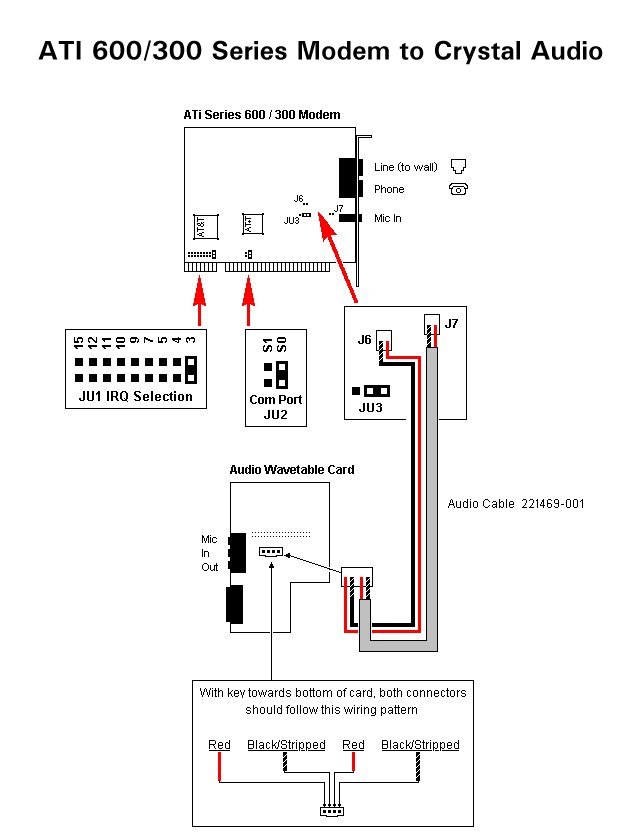 ATI 600/300 Series Modem to Crystal Audio
ATi Series 600 / 300 Modem
Line (to wall)
Phone
J6
J7
JU3
Mic In
AT&T
AT&T
15 12 11 10 9 7 5 4 3
JU1 IRQ Selection
S1 S0
Com Port
JU2
J6
J7
JU3
Audio Wavetable Card
Audio Cable 221469-001
Mic
In
Out
With key towards bottom of card, both connectors
should follow this wiring pattern
Red Black/Stripped Red Black/Stripped